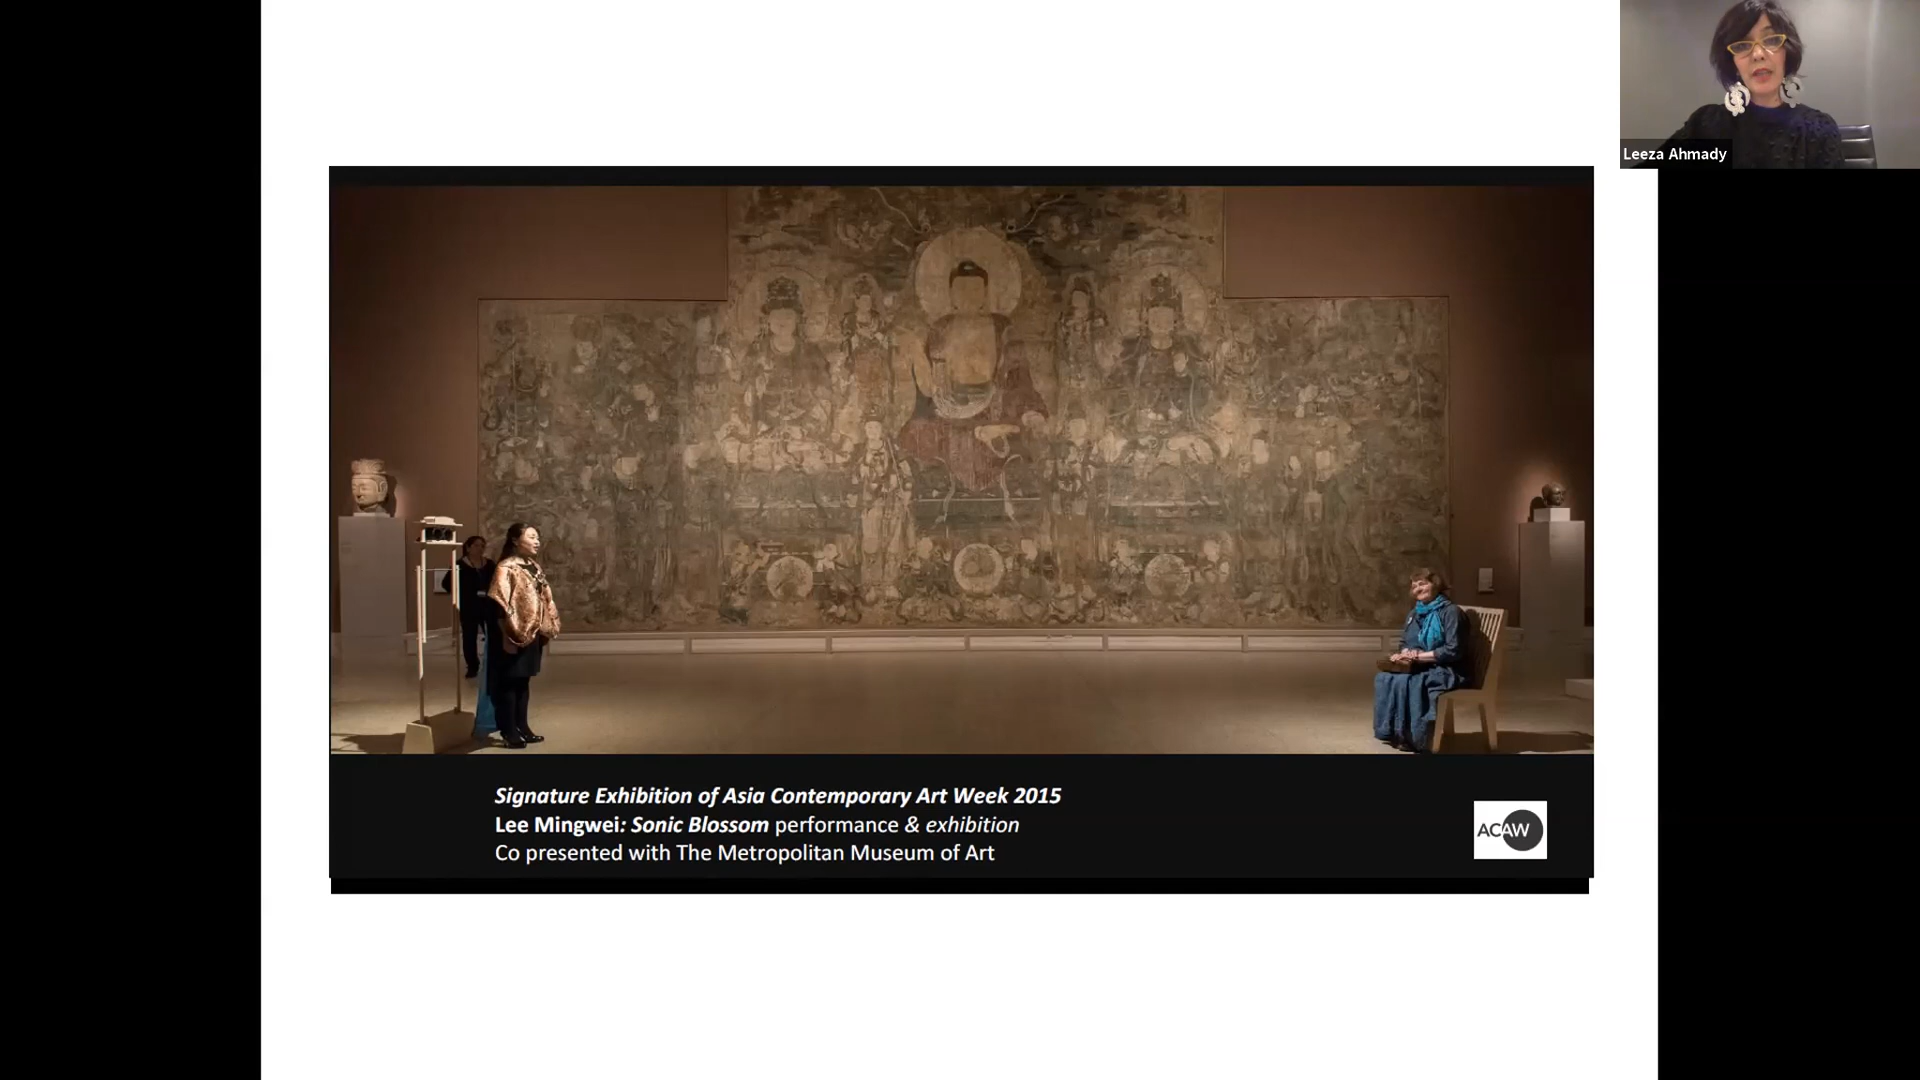 Leeza Ahmady
Signature Exhibition of Asia Contemporary Art Week 2015
Lee Mingwei: Sonic Blossom performance & exhibition
Co presented with The Metropolitan Museum of Art
ACAW